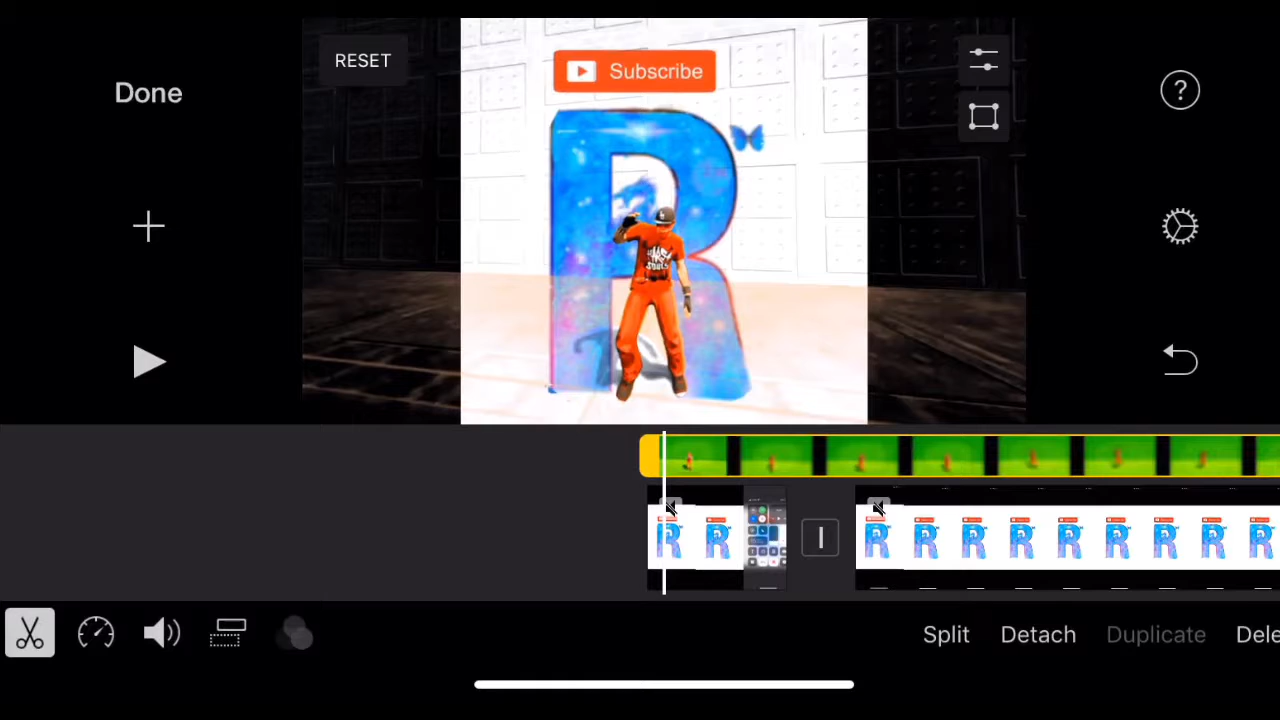 RESET
Done
Subscribe
?
R
Split
Detach
Duplicate
Dele